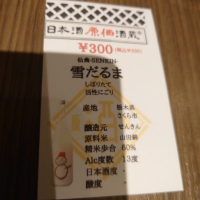 日本酒原価酒蔵
¥300
仙禽-SENKIN-
雪だるま
しぼりたて
活性にごり
産地 栃木県
さくら市
醸造元 せんきん
原料米 山田錦
精米歩合 60%
Alc度数 13度
日本酒度 -
酸度 -